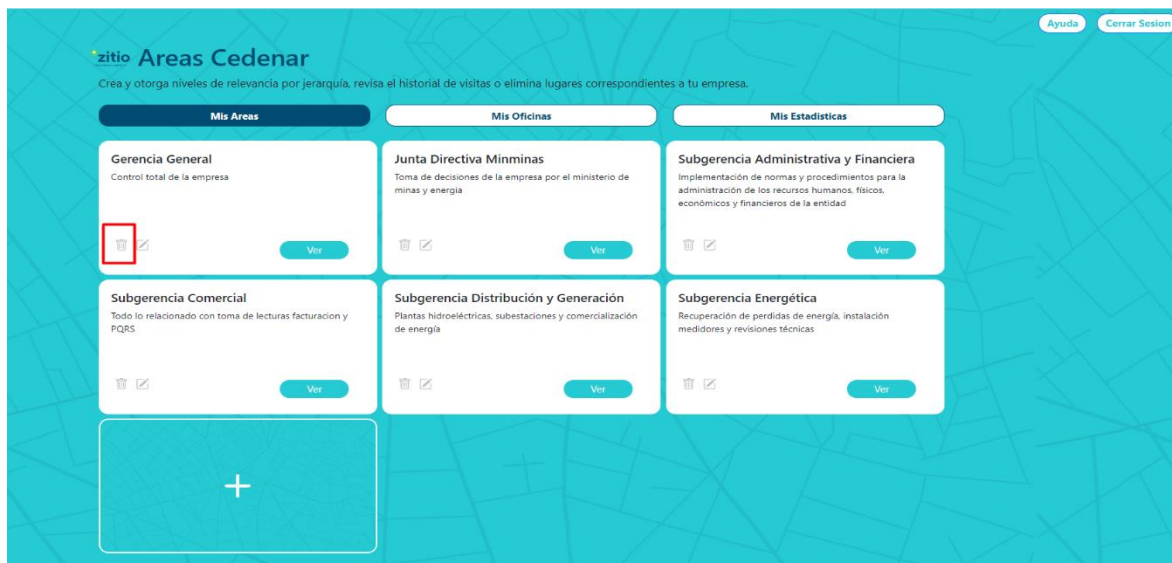 Ayuda
Cerrar Sesion
zitio Areas Cedenar
Crea y otorga niveles de relevancia por jerarquía, revisa el historial de visitas o elimina lugares correspondientes a tu empresa.
Mis Areas
Mis Oficinas
Mis Estadisticas
Gerencia General
Control total de la empresa
Ver
Junta Directiva Minminas
Toma de decisiones de la empresa por el ministerio de
minas y energia
Ver
Subgerencia Administrativa y Financiera
Implementación de normas y procedimientos para la
administración de los recursos humanos, físicos,
económicos y financieros de la entidad
Ver
Subgerencia Comercial
Todo lo relacionado con toma de lecturas facturacion y
PQRS
Ver
Subgerencia Distribución y Generación
Plantas hidroeléctricas, subestaciones y comercialización
de energía
Ver
Subgerencia Energética
Recuperación de perdidas de energía, instalación
medidores y revisiones técnicas
Ver
+